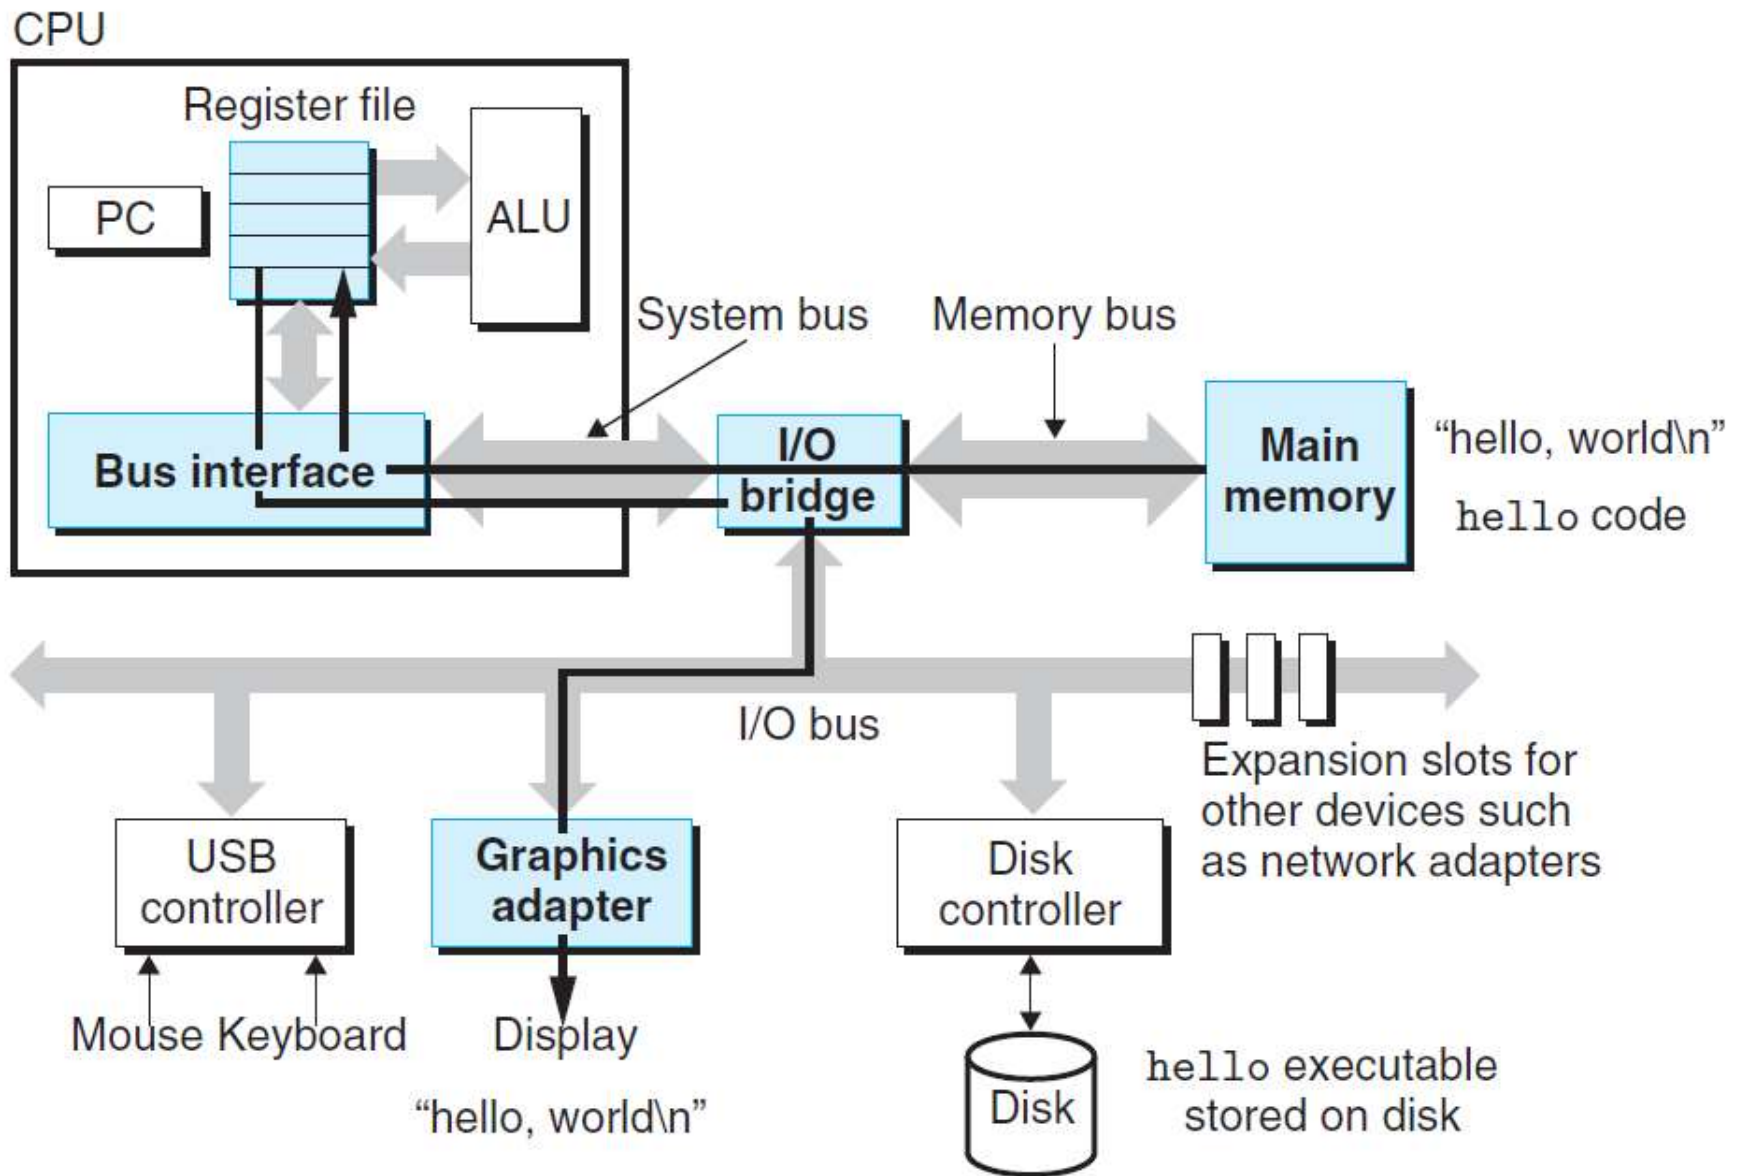 CPU
Register file
PC
ALU
System bus
Memory bus
Bus interface
I/O
bridge
Main
memory
“hello, world\n”
hello code
I/O bus
Expansion slots for
other devices such
as network adapters
USB
controller
Graphics
adapter
Disk
controller
Mouse Keyboard
Display
“hello, world\n”
Disk
hello executable
stored on disk